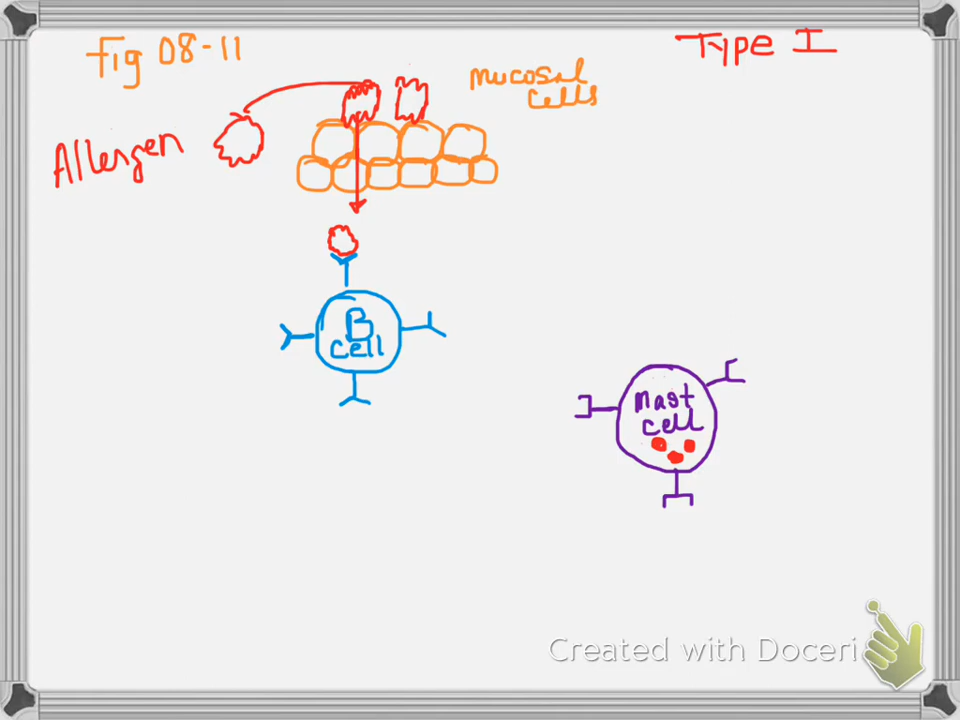 Fig 08-11
Type I
mucosal
cells
Allergen
B
cell
mast
cell
Created with Doceri